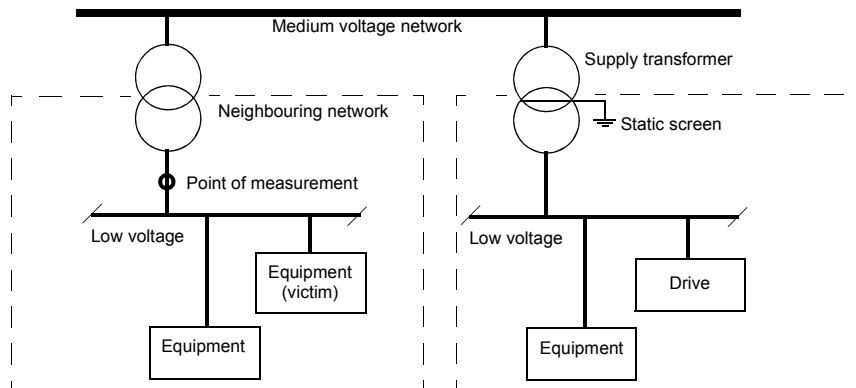 Medium voltage network
Supply transformer
Neighbouring network
Static screen
Point of measurement
Low voltage
Low voltage
Equipment
(victim)
Drive
Equipment
Equipment